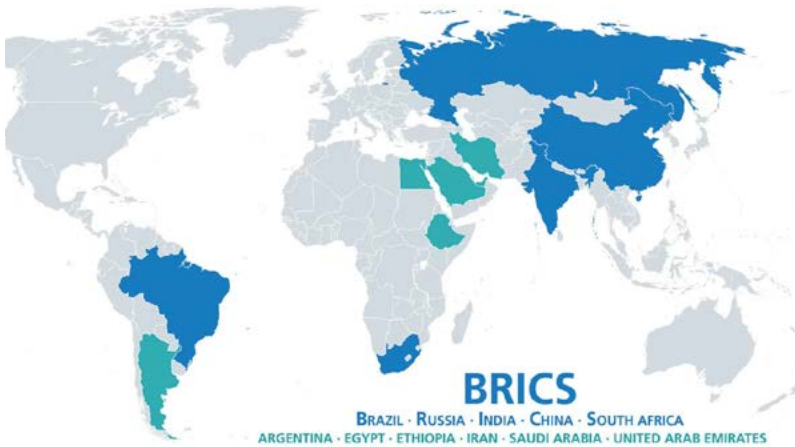 BRICS
BRAZIL · RUSSIA · INDIA · CHINA · SOUTH AFRICA
ARGENTINA · EGYPT · ETHIOPIA · IRAN · SAUDI ARABIA · UNITED ARAB EMIRATES